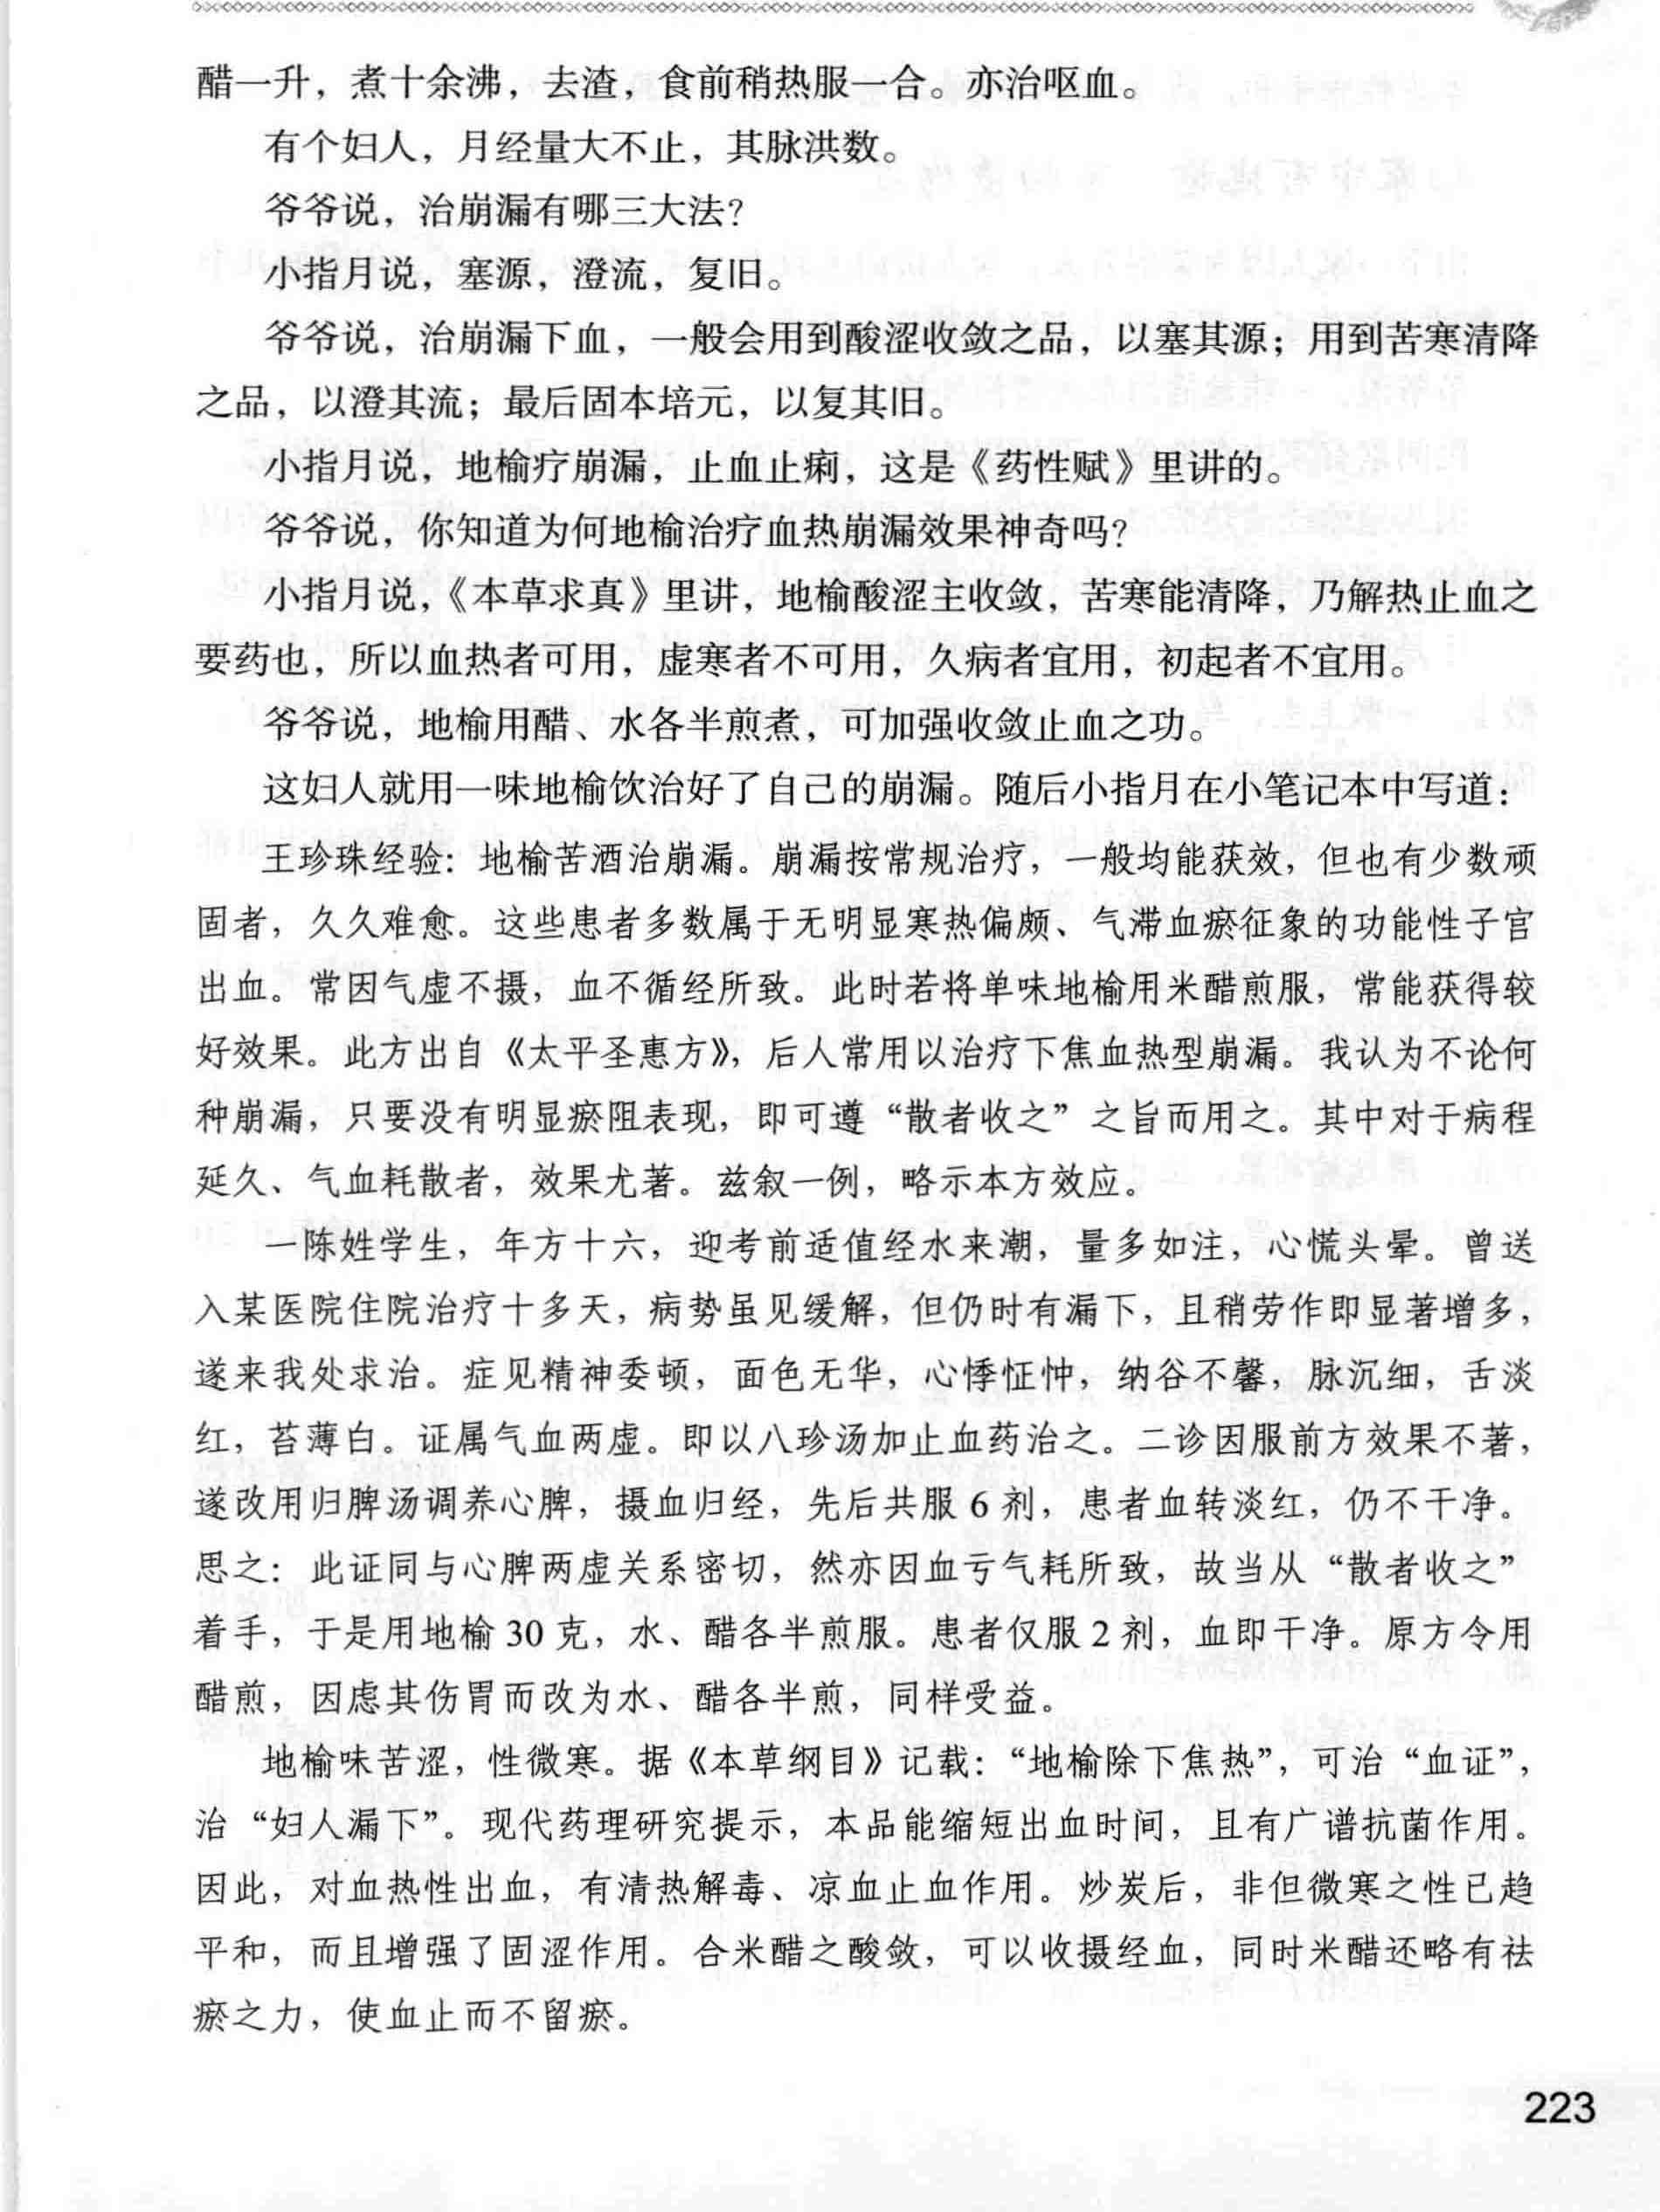 醋一升，煮十余沸，去渣，食前稍热服一合。亦治呕血。
有个妇人，月经量大不止，其脉洪数。
爷爷说，治崩漏有哪三大法？
小指月说，塞源，澄流，复旧。
爷爷说，治崩漏下血，一般会用到酸涩收敛之品，以塞其源；用到苦寒清降
之品，以澄其流；最后固本培元，以复其旧。
小指月说，地榆疗崩漏，止血止痢，这是《药性赋》里讲的。
爷爷说，你知道为何地榆治疗血热崩漏效果神奇吗？
小指月说，《本草求真》里讲，地榆酸涩主收敛，苦寒能清降，乃解热止血之
要药也，所以血热者可用，虚寒者不可用，久病者宜用，初起者不宜用。
爷爷说，地榆用醋、水各半煎煮，可加强收敛止血之功。
这妇人就用一味地榆饮治好了自己的崩漏。随后小指月在小笔记本中写道：
王珍珠经验：地榆苦酒治崩漏。崩漏按常规治疗，一般均能获效，但也有少数顽
固者，久久难愈。这些患者多数属于无明显寒热偏颇、气滞血瘀征象的功能性子宫
出血。常因气虚不摄，血不循经所致。此时若将单味地榆用米醋煎服，常能获得较
好效果。此方出自《太平圣惠方》，后人常用以治疗下焦血热型崩漏。我认为不论何
种崩漏，只要没有明显瘀阻表现，即可遵“散者收之”之旨而用之。其中对于病程
延久、气血耗散者，效果尤著。兹叙一例，略示本方效应。
一陈姓学生，年方十六，迎考前适值经水来潮，量多如注，心慌头晕。曾送
入某医院住院治疗十多天，病势虽见缓解，但仍时有漏下，且稍劳作即显著增多，
遂来我处求治。症见精神委顿，面色无华，心悸怔忡，纳谷不馨，脉沉细，舌淡
红，苔薄白。证属气血两虚。即以八珍汤加止血药治之。二诊因服前方效果不著，
遂改用归脾汤调养心脾，摄血归经，先后共服 6 剂，患者血转淡红，仍不干净。
思之：此证同与心脾两虚关系密切，然亦因血亏气耗所致，故当从“散者收之”
着手，于是用地榆 30 克，水、醋各半煎服。患者仅服 2 剂，血即干净。原方令用
醋煎，因虑其伤胃而改为水、醋各半煎，同样受益。
地榆味苦涩，性微寒。据《本草纲目》记载：“地榆除下焦热”，可治“血证”，
治“妇人漏下”。现代药理研究提示，本品能缩短出血时间，且有广谱抗菌作用。
因此，对血热性出血，有清热解毒、凉血止血作用。炒炭后，非但微寒之性已趋
平和，而且增强了固涩作用。合米醋之酸敛，可以收摄经血，同时米醋还略有祛
瘀之力，使血止而不留瘀。
223